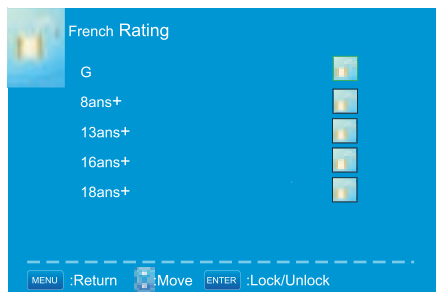 French Rating
G
8ans+
13ans+
16ans+
18ans+
MENU :Return :Move ENTER :Lock/Unlock